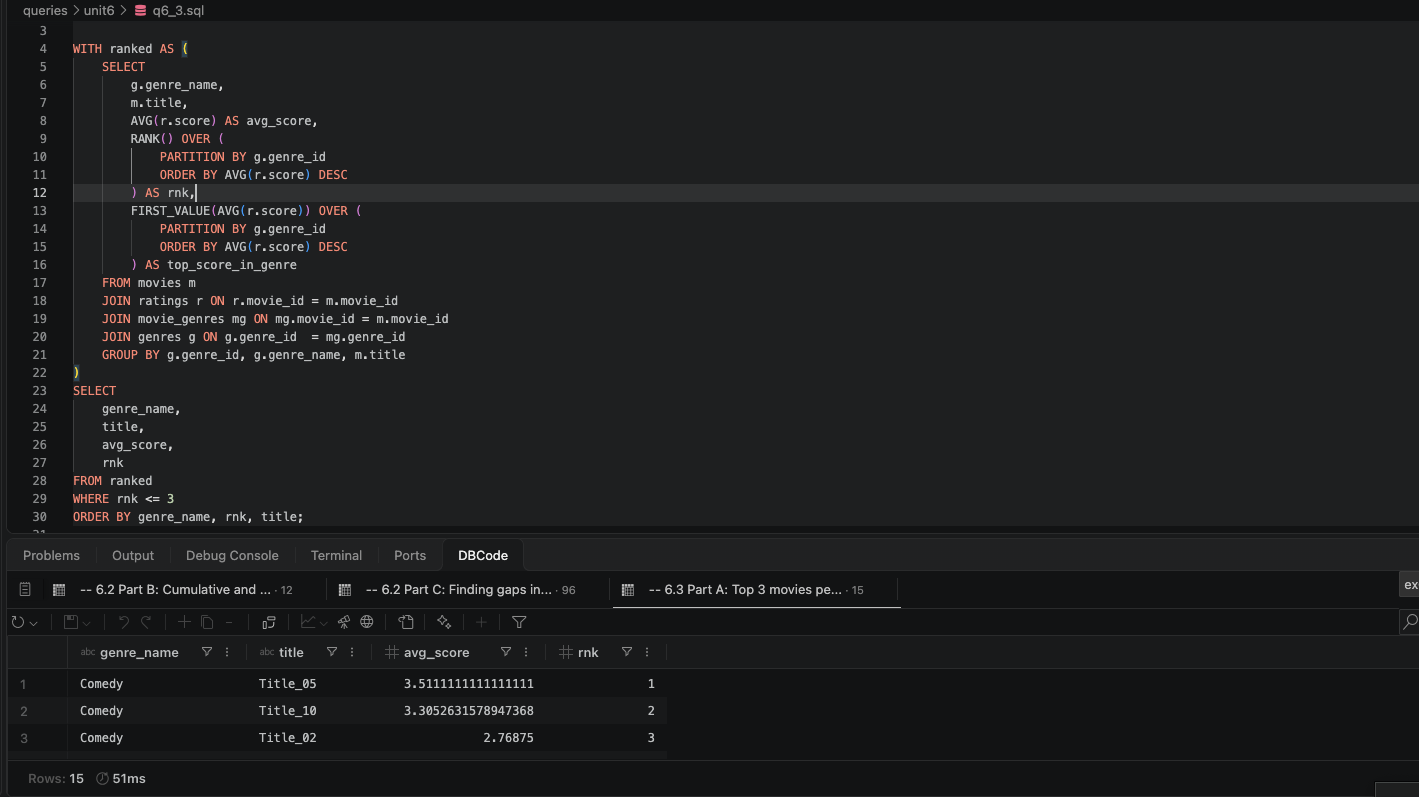 queries > unit6 > q6_3.sql
3
4 WITH ranked AS (
5 SELECT
6 g.genre_name,
7 m.title,
8 AVG(r.score) AS avg_score,
9 RANK() OVER (
10 PARTITION BY g.genre_id
11 ORDER BY AVG(r.score) DESC
12 ) AS rnk,
13 FIRST_VALUE(AVG(r.score)) OVER (
14 PARTITION BY g.genre_id
15 ORDER BY AVG(r.score) DESC
16 ) AS top_score_in_genre
17 FROM movies m
18 JOIN ratings r ON r.movie_id = m.movie_id
19 JOIN movie_genres mg ON mg.movie_id = m.movie_id
20 JOIN genres g ON g.genre_id  = mg.genre_id
21 GROUP BY g.genre_id, g.genre_name, m.title
22 )
23 SELECT
24 genre_name,
25 title,
26 avg_score,
27 rnk
28 FROM ranked
29 WHERE rnk <= 3
30 ORDER BY genre_name, rnk, title;
31
Problems Output Debug Console Terminal Ports DBCode
-- 6.2 Part B: Cumulative and ... · 12 -- 6.2 Part C: Finding gaps in... · 96 -- 6.3 Part A: Top 3 movies pe... · 15 ex
abc genre_name abc title avg_score rnk
1 Comedy Title_05 3.5111111111111111 1
2 Comedy Title_10 3.3052631578947368 2
3 Comedy Title_02 2.76875 3
Rows: 15 51ms